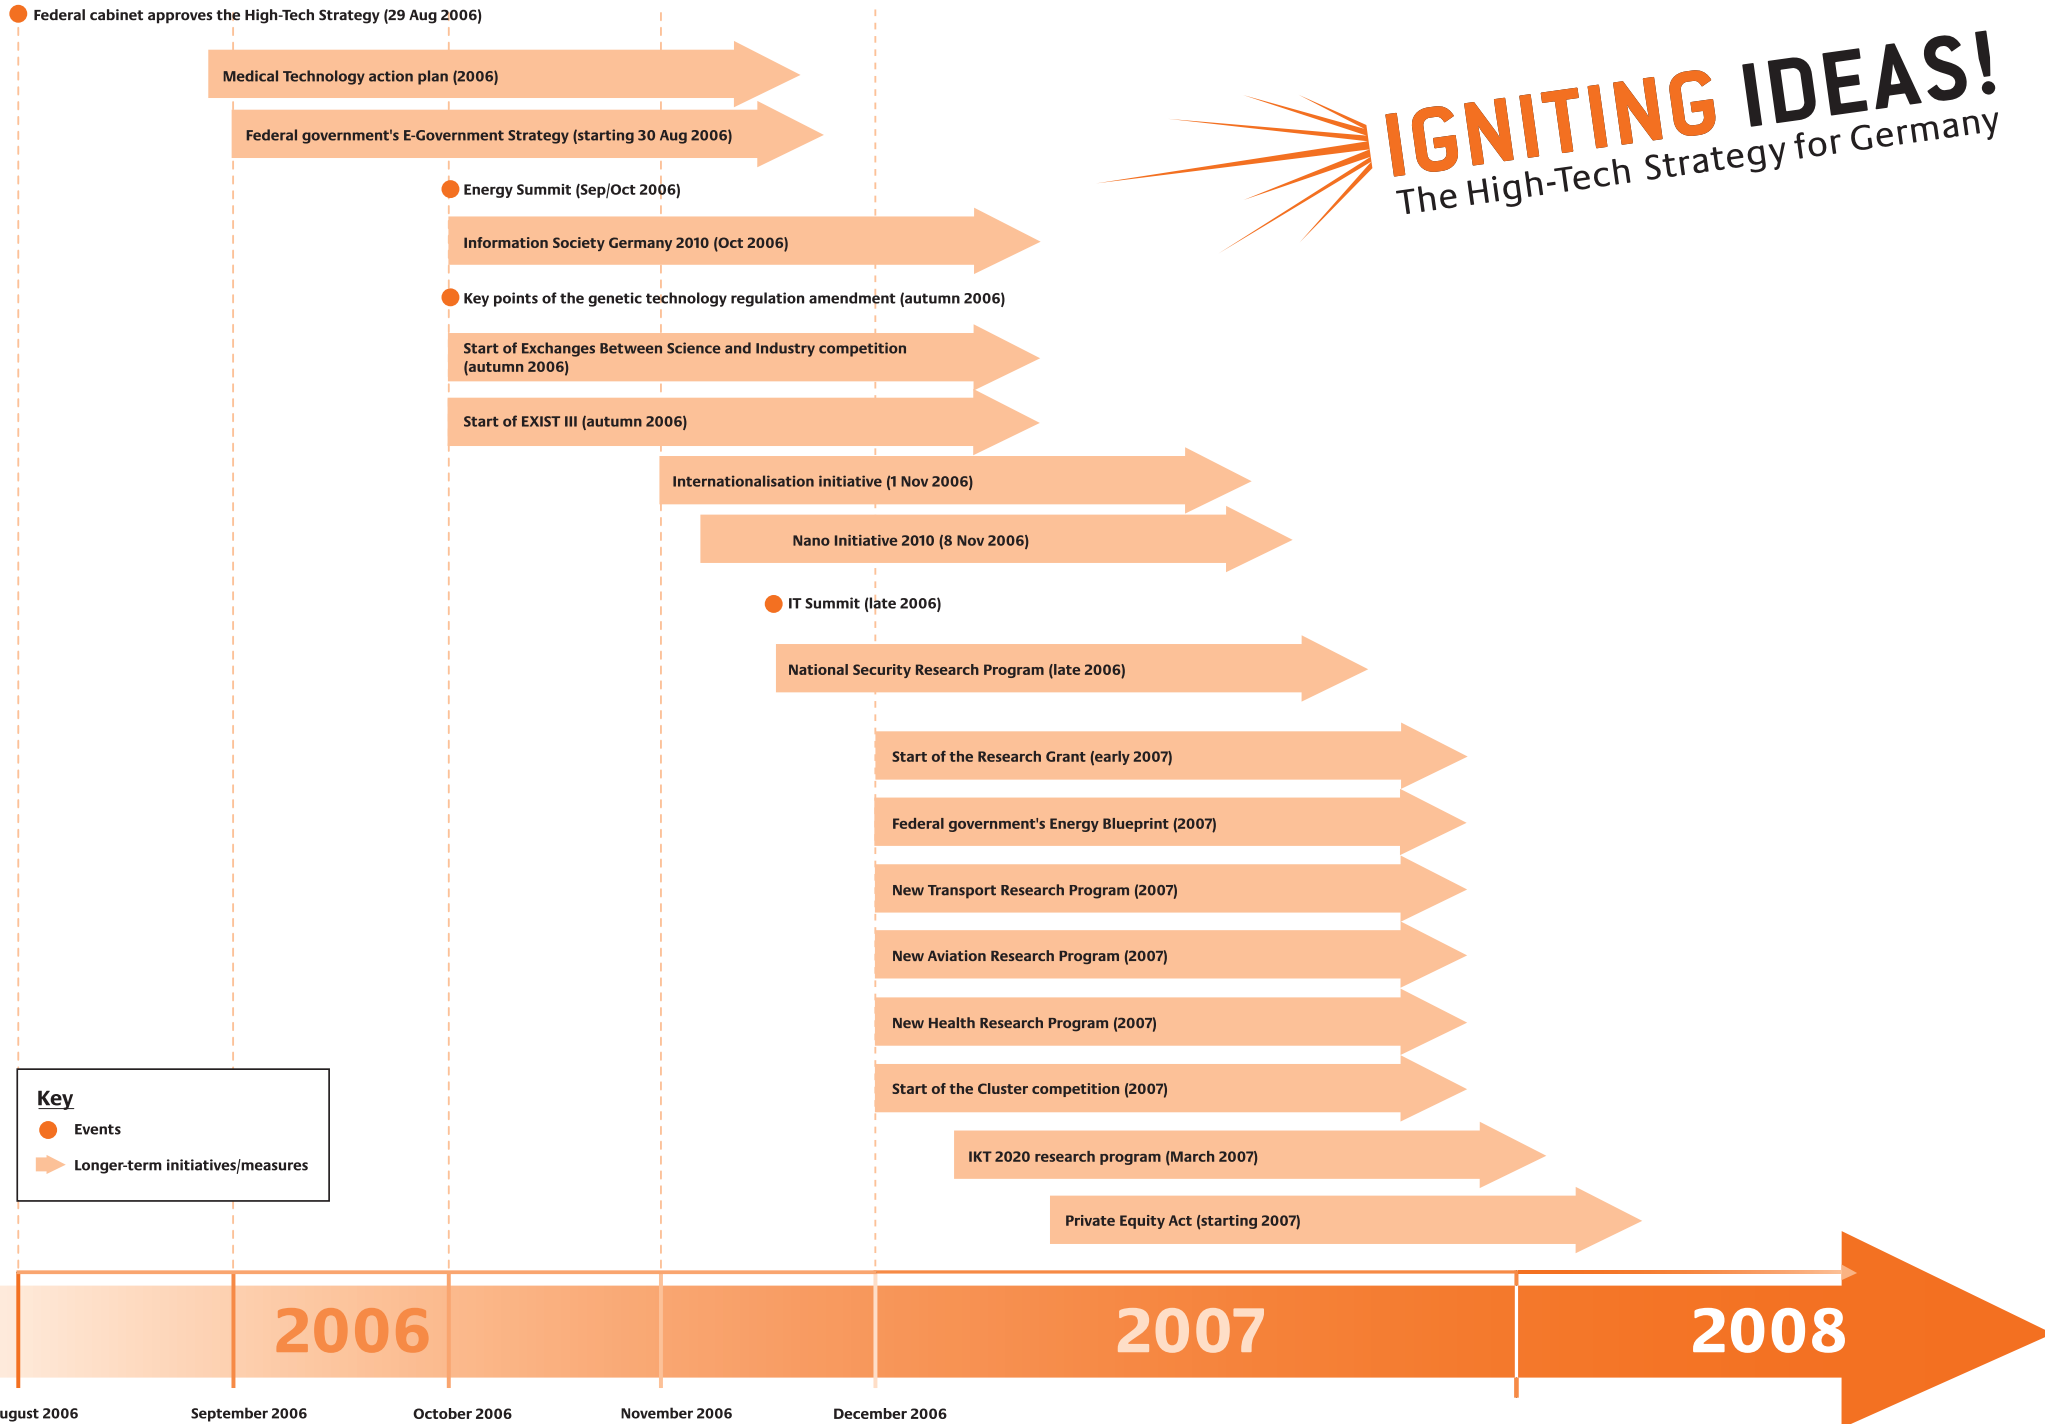 Federal cabinet approves the High-Tech Strategy (29 Aug 2006)
IGNITING IDEAS!
The High-Tech Strategy for Germany
Medical Technology action plan (2006)
Federal government's E-Government Strategy (starting 30 Aug 2006)
Energy Summit (Sep/Oct 2006)
Information Society Germany 2010 (Oct 2006)
Key points of the genetic technology regulation amendment (autumn 2006)
Start of Exchanges Between Science and Industry competition
(autumn 2006)
Start of EXIST III (autumn 2006)
Internationalisation initiative (1 Nov 2006)
Nano Initiative 2010 (8 Nov 2006)
IT Summit (late 2006)
National Security Research Program (late 2006)
Start of the Research Grant (early 2007)
Federal government's Energy Blueprint (2007)
New Transport Research Program (2007)
New Aviation Research Program (2007)
New Health Research Program (2007)
Start of the Cluster competition (2007)
IKT 2020 research program (March 2007)
Private Equity Act (starting 2007)
Key
Events
Longer-term initiatives/measures
2006
2007
2008
ugust 2006
September 2006
October 2006
November 2006
December 2006